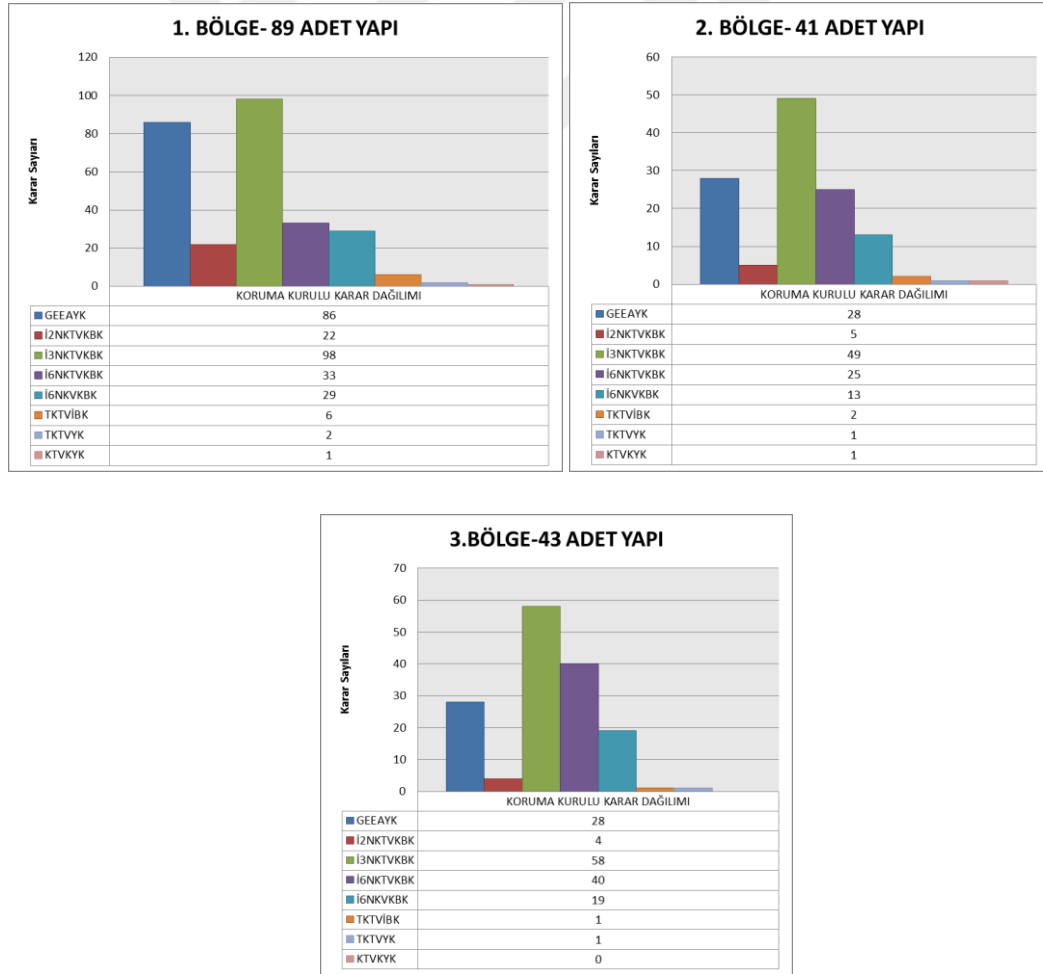 1. BÖLGE- 89 ADET YAPI
Karar Sayıları
120
100
80
60
40
20
0
KORUMA KURULU KARAR DAĞILIMI
GEEAYK 86
İ2NKTVKBK 22
İ3NKTVKBK 98
İ6NKTVKBK 33
İ6NKVKBK 29
TKTVİBK 6
TKTVYK 2
KTVKYK 1
2. BÖLGE- 41 ADET YAPI
Karar Sayıları
60
50
40
30
20
10
0
KORUMA KURULU KARAR DAĞILIMI
GEEAYK 28
İ2NKTVKBK 5
İ3NKTVKBK 49
İ6NKTVKBK 25
İ6NKVKBK 13
TKTVİBK 2
TKTVYK 1
KTVKYK 1
3.BÖLGE-43 ADET YAPI
Karar Sayıları
70
60
50
40
30
20
10
0
KORUMA KURULU KARAR DAĞILIMI
GEEAYK 28
İ2NKTVKBK 4
İ3NKTVKBK 58
İ6NKTVKBK 40
İ6NKVKBK 19
TKTVİBK 1
TKTVYK 1
KTVKYK 0